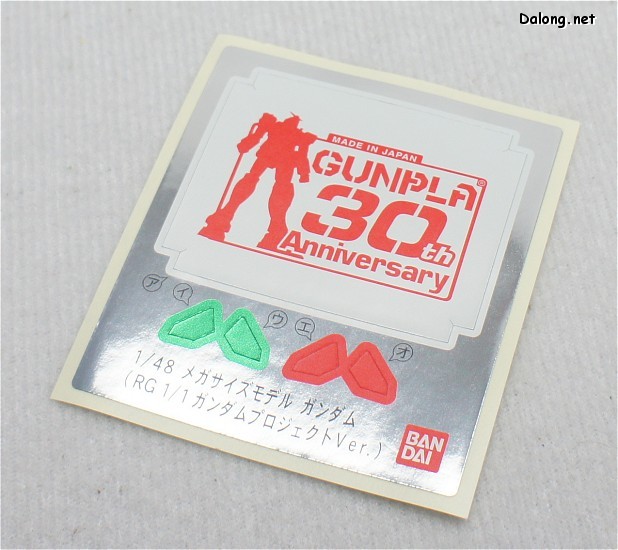 Dalong.net
MADE IN JAPAN
GUNPLA®
30th
Anniversary
ア イ ウ エ オ
1/48 メガサイズモデル ガンダム
(RG 1/1ガンダムプロジェクトVer.)
BAN
DAI